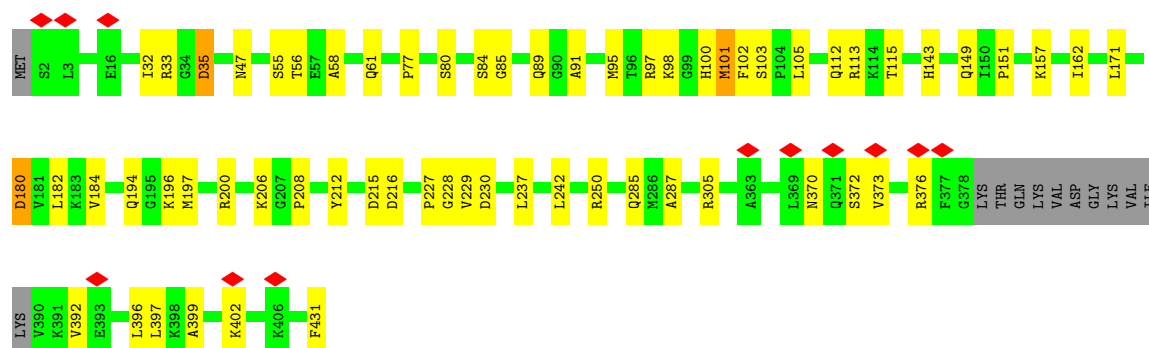 MET S2 L3 E16 I32 R33 G34 D35 N47 S55 T56 E57 A58 Q61 P77 S80 S84 G85 Q89 G90 A91 M95 T96 R97 K98 G99 H100 M101 F102 S103 P104 L105 Q112 R113 K114 T115 H143 Q149 I150 P151 K157 I162 L171
D180 V181 L182 K183 V184 Q194 G195 K196 M197 R200 K206 G207 P208 Y212 D215 D216 P227 G228 V229 D230 L237 L242 R250 Q285 M286 A287 R305 A363 L369 N370 Q371 S372 V373 R376 F377 G378 LYS THR GLN LYS VAL ASP GLY LYS VAL ILE
LYS V390 K391 V392 E393 L396 L397 K398 A399 K402 K406 F431